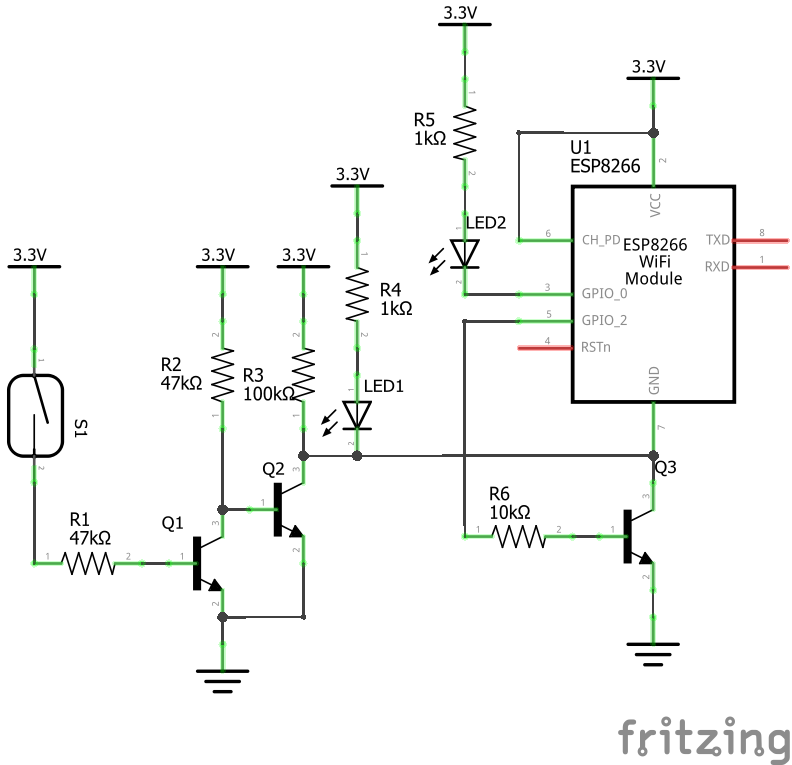 3.3V
R5
1kΩ
1
2
LED2
1
2
3.3V
2
U1
ESP8266
VCC
6
CH_PD
ESP8266
WiFi
Module
TXD
8
RXD
1
3
GPIO_0
5
GPIO_2
4
RSTn
GND
7
3.3V
R4
1kΩ
1
2
LED1
1
2
3.3V
1
S1
2
3.3V
R2
47kΩ
2
1
3.3V
R3
100kΩ
2
1
Q2
3
1
2
R1
47kΩ
1
2
Q1
3
1
2
R6
10kΩ
1
2
Q3
3
1
2
fritzing